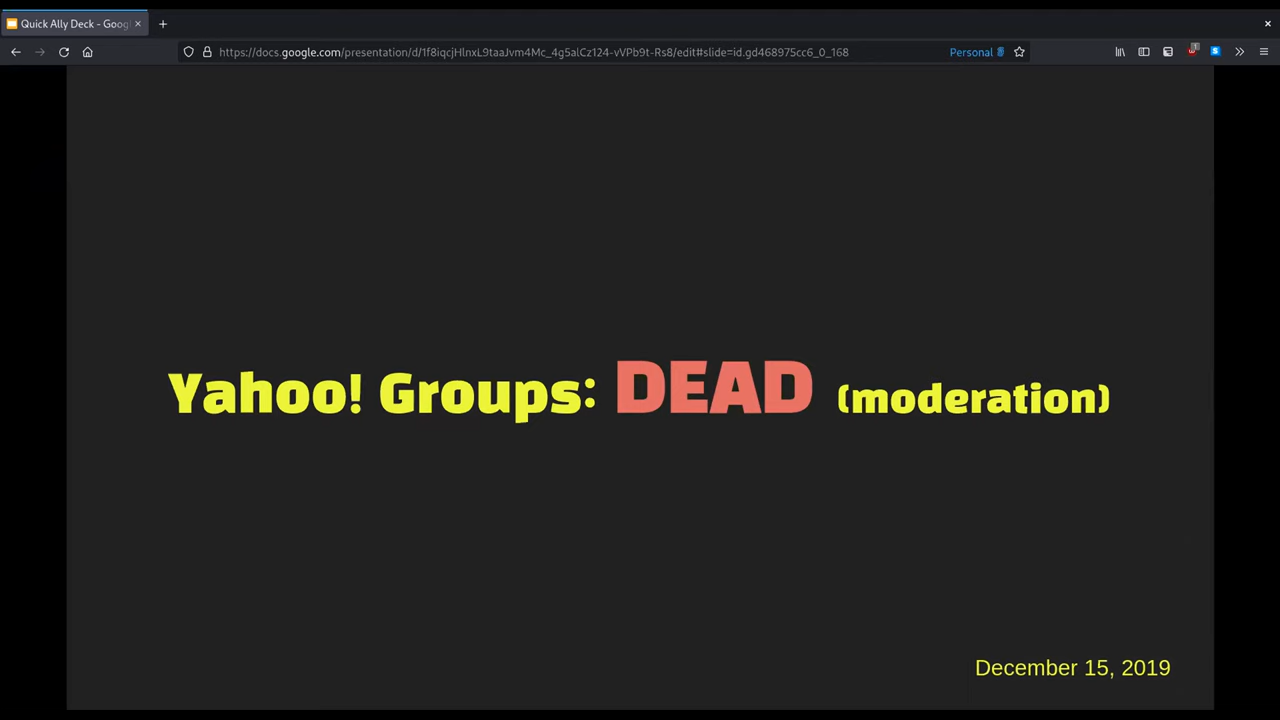 Quick Ally Deck - Goog
https://docs.google.com/presentation/d/1f8iqcjHlnxL9taaJvm4Mc_4g5alCz124-vVPb9t-Rs8/edit#slide=id.gd468975cc6_0_168
Personal
Yahoo! Groups: DEAD (moderation)
December 15, 2019